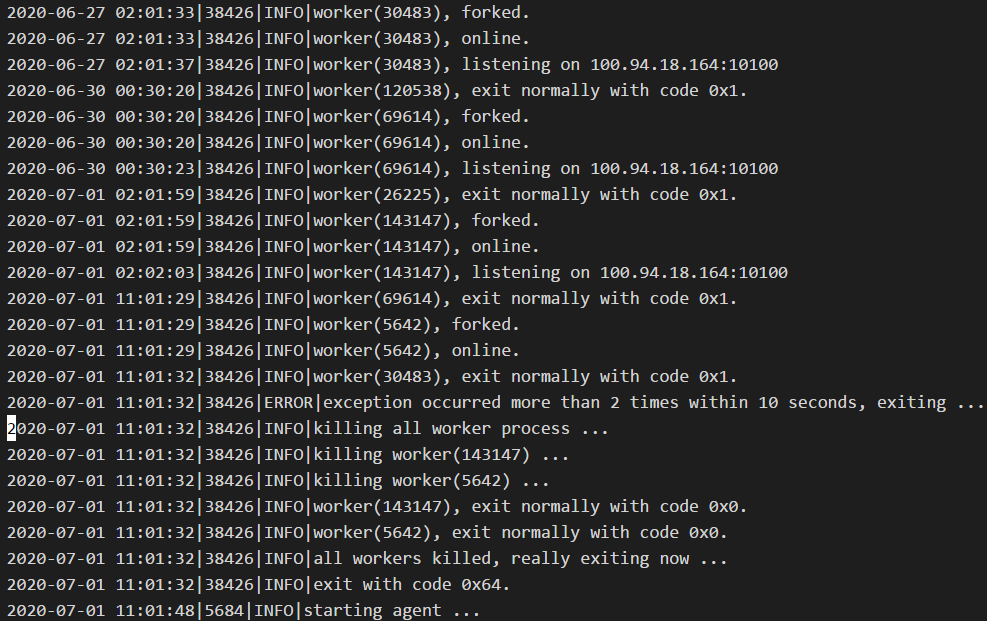 2020-06-27 02:01:33|38426|INFO|worker(30483), forked.
2020-06-27 02:01:33|38426|INFO|worker(30483), online.
2020-06-27 02:01:37|38426|INFO|worker(30483), listening on 100.94.18.164:10100
2020-06-30 00:30:20|38426|INFO|worker(120538), exit normally with code 0x1.
2020-06-30 00:30:20|38426|INFO|worker(69614), forked.
2020-06-30 00:30:20|38426|INFO|worker(69614), online.
2020-06-30 00:30:23|38426|INFO|worker(69614), listening on 100.94.18.164:10100
2020-07-01 02:01:59|38426|INFO|worker(26225), exit normally with code 0x1.
2020-07-01 02:01:59|38426|INFO|worker(143147), forked.
2020-07-01 02:01:59|38426|INFO|worker(143147), online.
2020-07-01 02:02:03|38426|INFO|worker(143147), listening on 100.94.18.164:10100
2020-07-01 11:01:29|38426|INFO|worker(69614), exit normally with code 0x1.
2020-07-01 11:01:29|38426|INFO|worker(5642), forked.
2020-07-01 11:01:29|38426|INFO|worker(5642), online.
2020-07-01 11:01:32|38426|INFO|worker(30483), exit normally with code 0x1.
2020-07-01 11:01:32|38426|ERROR|exception occurred more than 2 times within 10 seconds, exiting ...
2020-07-01 11:01:32|38426|INFO|killing all worker process ...
2020-07-01 11:01:32|38426|INFO|killing worker(143147) ...
2020-07-01 11:01:32|38426|INFO|killing worker(5642) ...
2020-07-01 11:01:32|38426|INFO|worker(143147), exit normally with code 0x0.
2020-07-01 11:01:32|38426|INFO|worker(5642), exit normally with code 0x0.
2020-07-01 11:01:32|38426|INFO|all workers killed, really exiting now ...
2020-07-01 11:01:32|38426|INFO|exit with code 0x64.
2020-07-01 11:01:48|5684|INFO|starting agent ...